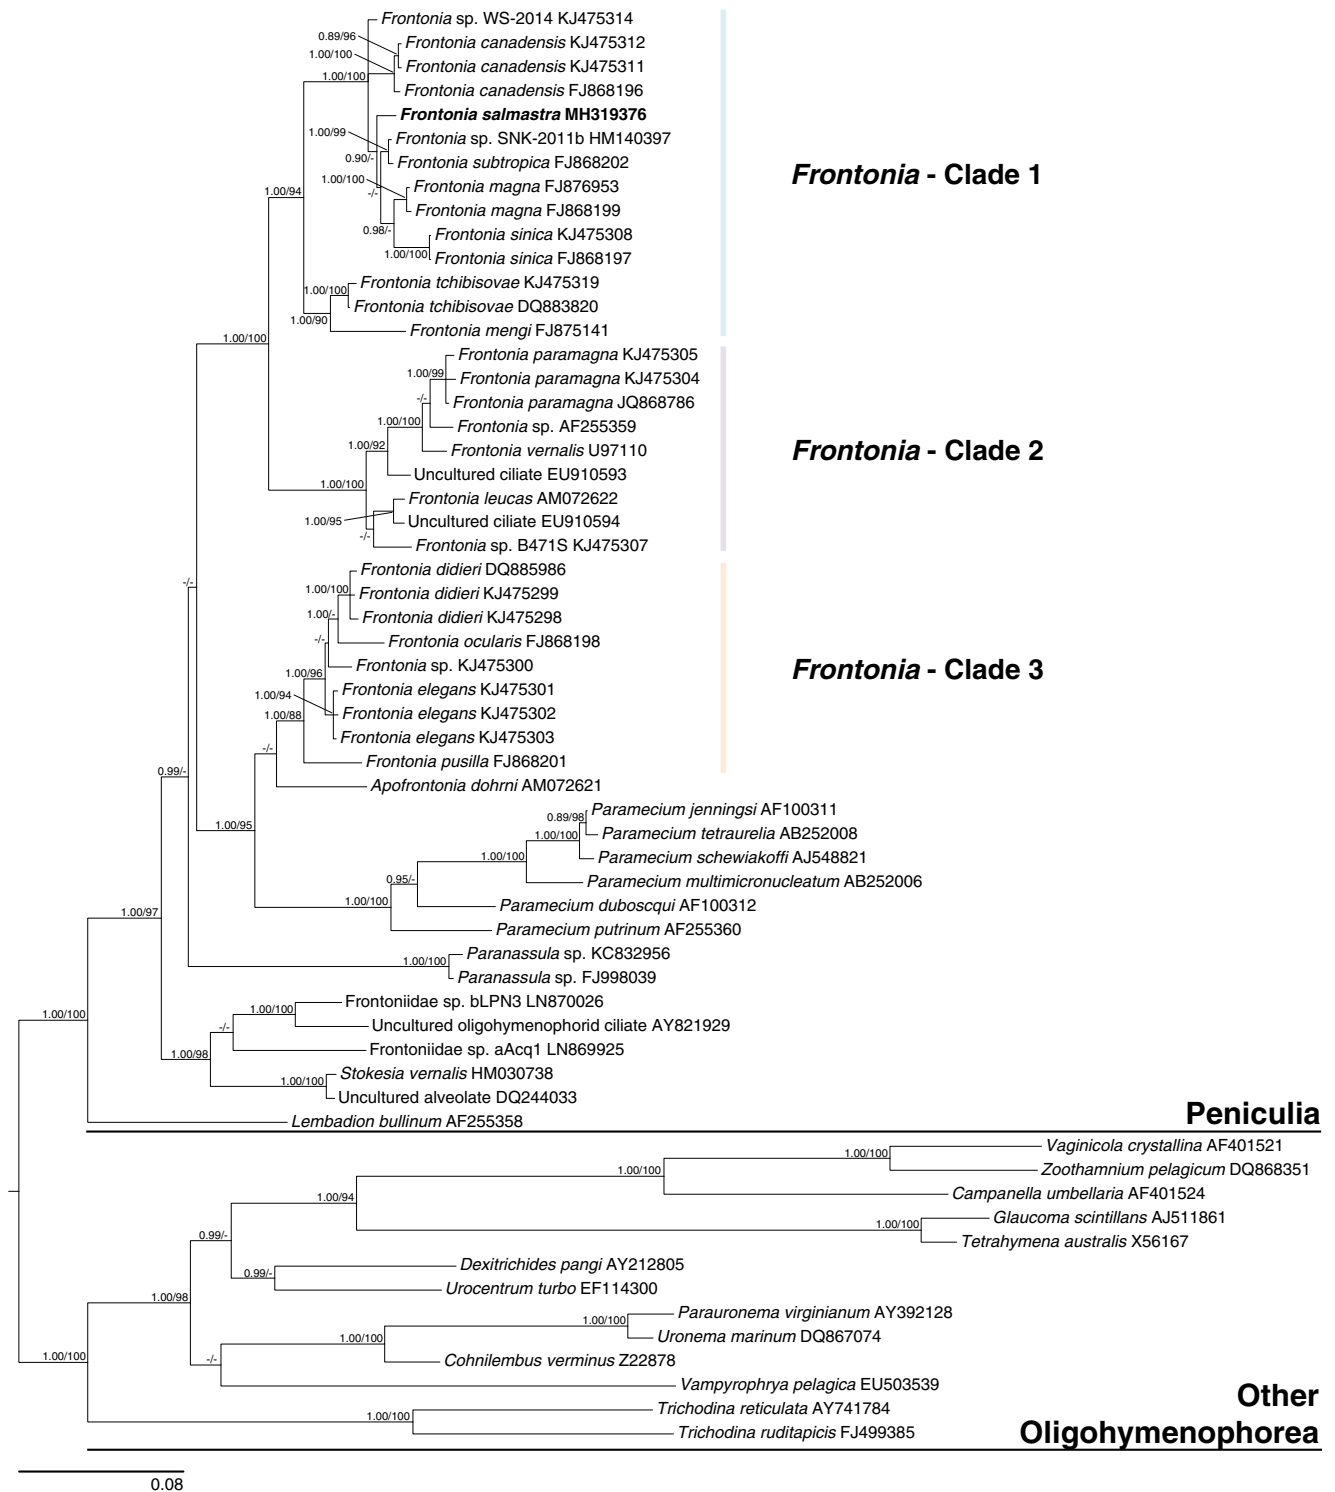 Frontonia sp. WS-2014 KJ475314
0.89/96
Frontonia canadensis KJ475312
1.00/100
Frontonia canadensis KJ475311
1.00/100
Frontonia canadensis FJ868196
Frontonia salmastra MH319376
1.00/99
Frontonia sp. SNK-2011b HM140397
0.90/-
Frontonia subtropica FJ868202
1.00/100
Frontonia magna FJ876953
-/-
1.00/94
Frontonia magna FJ868199
0.98/-
Frontonia sinica KJ475308
1.00/100
Frontonia sinica FJ868197
Frontonia - Clade 1
Frontonia tchibisovae KJ475319
1.00/100
Frontonia tchibisovae DQ883820
1.00/90
Frontonia mengi FJ875141
1.00/100
Frontonia paramagna KJ475305
1.00/99
Frontonia paramagna KJ475304
-/-
Frontonia paramagna JQ868786
1.00/100
Frontonia sp. AF255359
1.00/92
Frontonia vernalis U97110
Frontonia - Clade 2
Uncultured ciliate EU910593
1.00/100
Frontonia leucas AM072622
1.00/95
Uncultured ciliate EU910594
-/-
Frontonia sp. B471S KJ475307
Frontonia didieri DQ885986
-/-
1.00/100
Frontonia didieri KJ475299
1.00/-
Frontonia didieri KJ475298
-/-
Frontonia ocularis FJ868198
1.00/96
Frontonia sp. KJ475300
Frontonia - Clade 3
1.00/94
Frontonia elegans KJ475301
1.00/88
Frontonia elegans KJ475302
Frontonia elegans KJ475303
-/-
Frontonia pusilla FJ868201
0.99/-
Apofrontonia dohrni AM072621
Paramecium jenningsi AF100311
0.89/98
1.00/95
Paramecium tetraurelia AB252008
1.00/100
Paramecium schewiakoffi AJ548821
1.00/100
Paramecium multimicronucleatum AB252006
0.95/-
Paramecium duboscqui AF100312
1.00/100
1.00/97
Paramecium putrinum AF255360
Paranassula sp. KC832956
1.00/100
Paranassula sp. FJ998039
Frontoniidae sp. bLPN3 LN870026
1.00/100
1.00/100
Uncultured oligohymenophorid ciliate AY821929
-/-
Frontoniidae sp. aAcq1 LN869925
1.00/98
Stokesia vernalis HM030738
1.00/100
Uncultured alveolate DQ244033
Lembadion bullinum AF255358
Peniculia
Vaginicola crystallina AF401521
1.00/100
Zoothamnium pelagicum DQ868351
1.00/100
Campanella umbellaria AF401524
1.00/94
Glaucoma scintillans AJ511861
1.00/100
Tetrahymena australis X56167
0.99/-
Dexitrichides pangi AY212805
0.99/-
Urocentrum turbo EF114300
1.00/98
Parauronema virginianum AY392128
1.00/100
Uronema marinum DQ867074
1.00/100
Cohnilembus verminus Z22878
1.00/100
-/-
Vampyrophrya pelagica EU503539
Trichodina reticulata AY741784
1.00/100
Trichodina ruditapicis FJ499385
Other
Oligohymenophorea
0.08